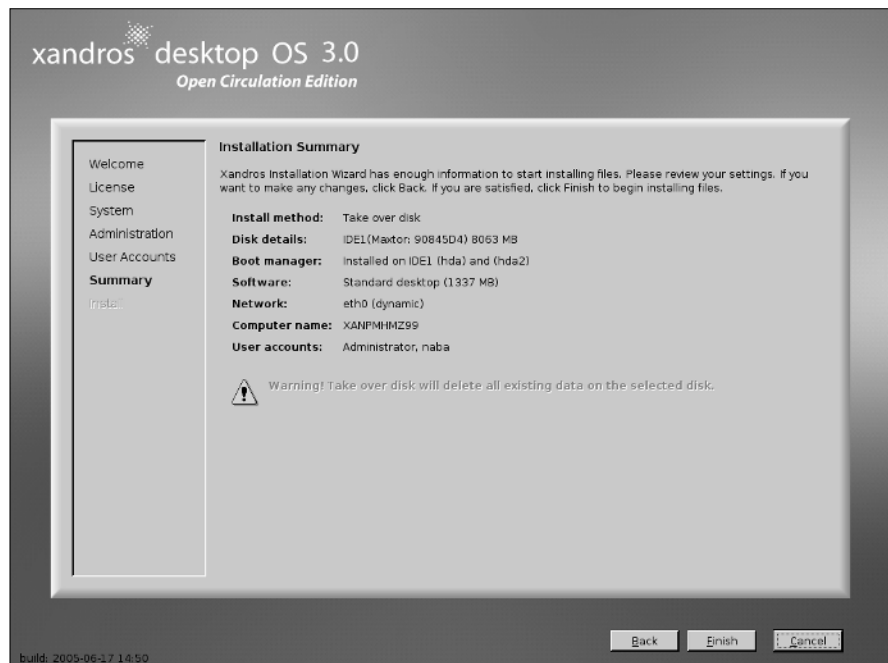 xandros desktop OS 3.0
Open Circulation Edition
Welcome
License
System
Administration
User Accounts
Summary
Install
Installation Summary
Xandros Installation Wizard has enough information to start installing files. Please review your settings. If you
want to make any changes, click Back. If you are satisfied, click Finish to begin installing files.
Install method: Take over disk
Disk details: IDE1(Maxtor: 90845D4) 8063 MB
Boot manager: Installed on IDE1 (hda) and (hda2)
Software: Standard desktop (1337 MB)
Network: eth0 (dynamic)
Computer name: XANPMHMZ99
User accounts: Administrator, naba
Warning! Take over disk will delete all existing data on the selected disk.
Back Finish Cancel
build: 2005-06-17 14:50